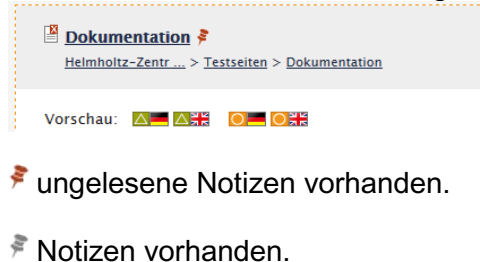 Dokumentation
Helmholtz-Zentr ... > Testseiten > Dokumentation
Vorschau:
ungelesene Notizen vorhanden.
Notizen vorhanden.